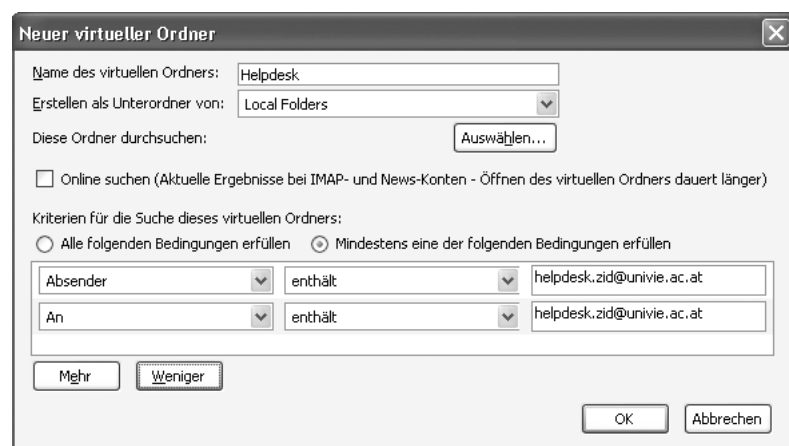 Neuer virtueller Ordner
Name des virtuellen Ordners: Helpdesk
Erstellen als Unterordner von: Local Folders
Diese Ordner durchsuchen: Auswählen...
Online suchen (Aktuelle Ergebnisse bei IMAP- und News-Konten - Öffnen des virtuellen Ordners dauert länger)
Kriterien für die Suche dieses virtuellen Ordners:
Alle folgenden Bedingungen erfüllen Mindestens eine der folgenden Bedingungen erfüllen
Absender enthält helpdesk.zid@univie.ac.at
An enthält helpdesk.zid@univie.ac.at
Mehr Weniger
OK Abbrechen